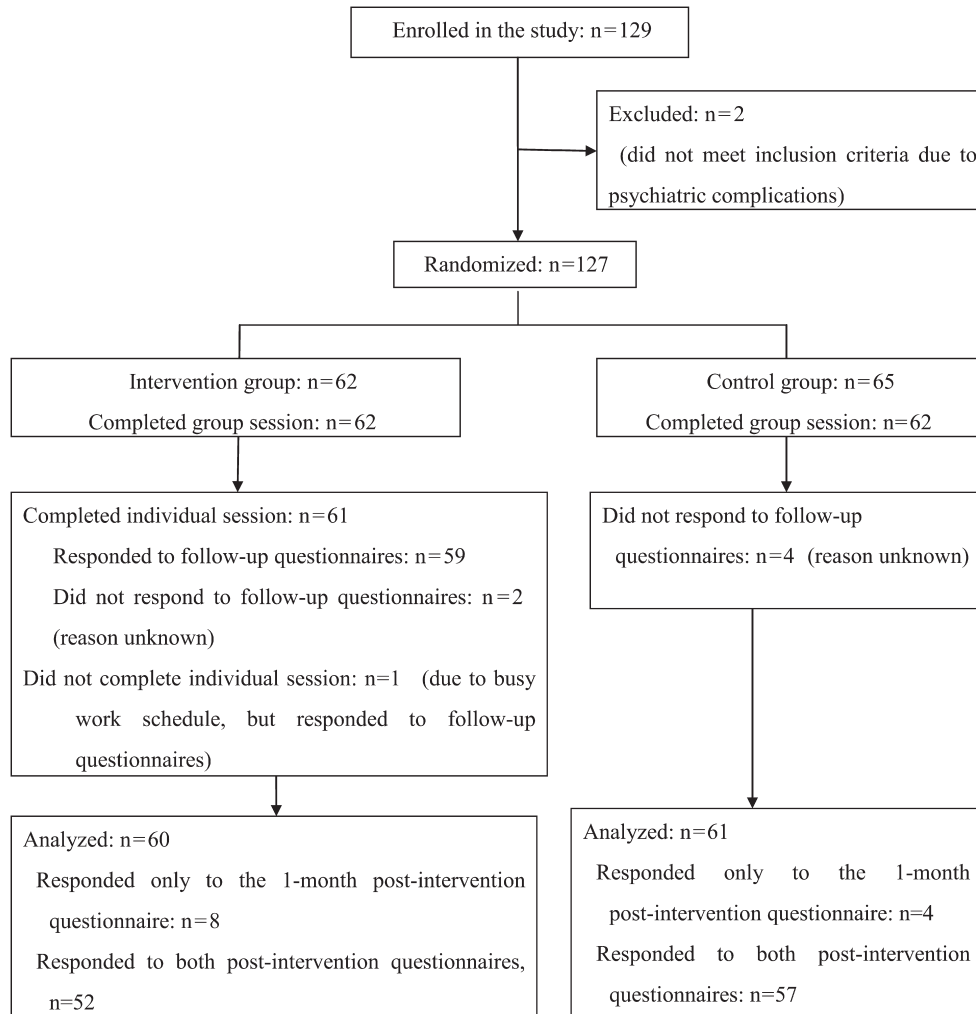 Enrolled in the study: n=129
Excluded: n=2
(did not meet inclusion criteria due to
psychiatric complications)
Randomized: n=127
Intervention group: n=62
Completed group session: n=62
Control group: n=65
Completed group session: n=62
Completed individual session: n=61
Responded to follow-up questionnaires: n=59
Did not respond to follow-up questionnaires: n=2
(reason unknown)
Did not complete individual session: n=1 (due to busy
work schedule, but responded to follow-up
questionnaires)
Did not respond to follow-up
questionnaires: n=4 (reason unknown)
Analyzed: n=60
Responded only to the 1-month post-intervention
questionnaire: n=8
Responded to both post-intervention questionnaires,
n=52
Analyzed: n=61
Responded only to the 1-month
post-intervention questionnaire: n=4
Responded to both post-intervention
questionnaires: n=57